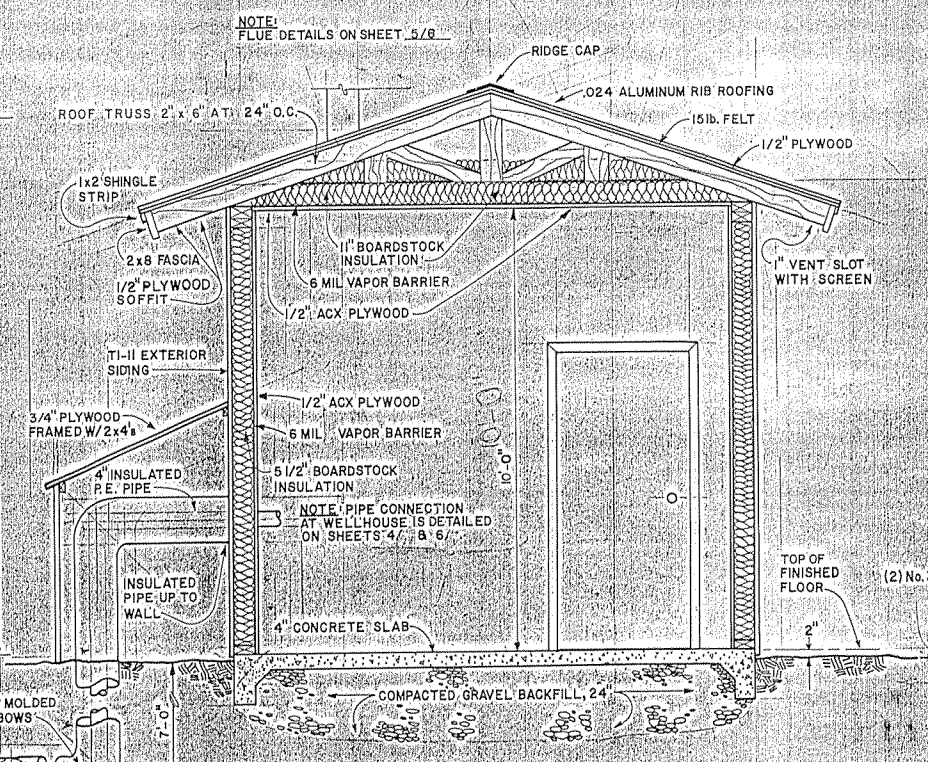 NOTE:
FLUE DETAILS ON SHEET 5/6
RIDGE CAP
.024 ALUMINUM RIB ROOFING
ROOF TRUSS 2"x 6" AT 24" O.C.
15lb. FELT
1/2" PLYWOOD
1x2 SHINGLE
STRIP
2x8 FASCIA
1/2" PLYWOOD
SOFFIT
11" BOARDSTOCK
INSULATION
6 MIL VAPOR BARRIER
1/2" ACX PLYWOOD
1" VENT SLOT
WITH SCREEN
T1-11 EXTERIOR
SIDING
1/2" ACX PLYWOOD
3/4" PLYWOOD
FRAMED W/2x4's
6 MIL VAPOR BARRIER
4" INSULATED
P.E. PIPE
5 1/2" BOARDSTOCK
INSULATION
10'-0"
NOTE: PIPE CONNECTION
AT WELLHOUSE IS DETAILED
ON SHEETS 4/ & 6/
INSULATED
PIPE UP TO
WALL
TOP OF
FINISHED
FLOOR
(2) No.
2"
4" CONCRETE SLAB
COMPACTED GRAVEL BACKFILL, 24"
MOLDED
BOWS
7'-0"